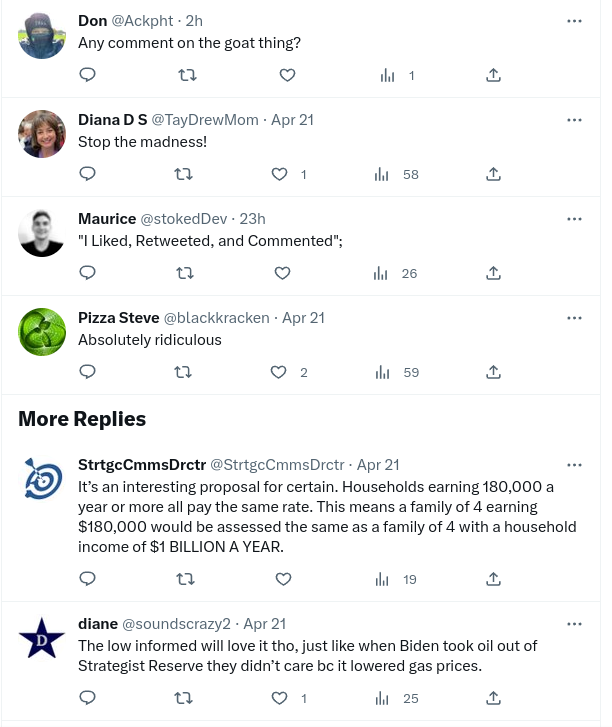 Don @Ackpht · 2h
Any comment on the goat thing?
1
Diana D S @TayDrewMom · Apr 21
Stop the madness!
1 58
Maurice @stokedDev · 23h
"I Liked, Retweeted, and Commented";
26
Pizza Steve @blackkracken · Apr 21
Absolutely ridiculous
2 59
More Replies
StrtgcCmmsDrctr @StrtgcCmmsDrctr · Apr 21
It’s an interesting proposal for certain. Households earning 180,000 a
year or more all pay the same rate. This means a family of 4 earning
$180,000 would be assessed the same as a family of 4 with a household
income of $1 BILLION A YEAR.
19
D
diane @soundscrazy2 · Apr 21
The low informed will love it tho, just like when Biden took oil out of
Strategist Reserve they didn’t care bc it lowered gas prices.
1 25